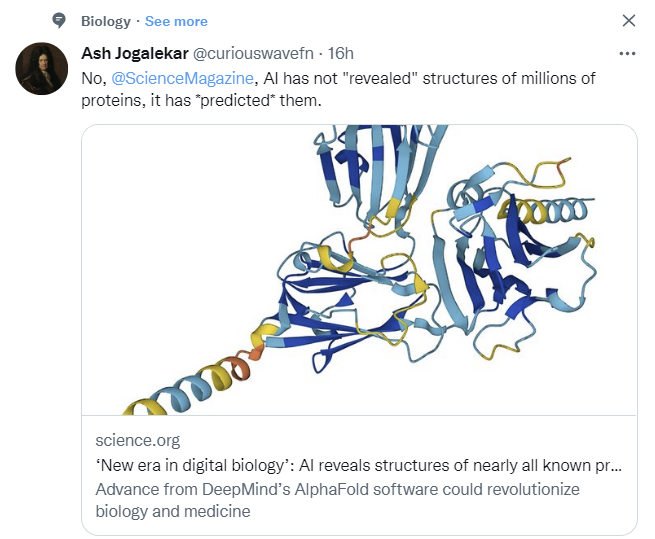 Biology · See more
Ash Jogalekar @curiouswavefn · 16h
No, @ScienceMagazine, AI has not "revealed" structures of millions of
proteins, it has *predicted* them.
science.org
‘New era in digital biology’: AI reveals structures of nearly all known pr...
Advance from DeepMind’s AlphaFold software could revolutionize
biology and medicine